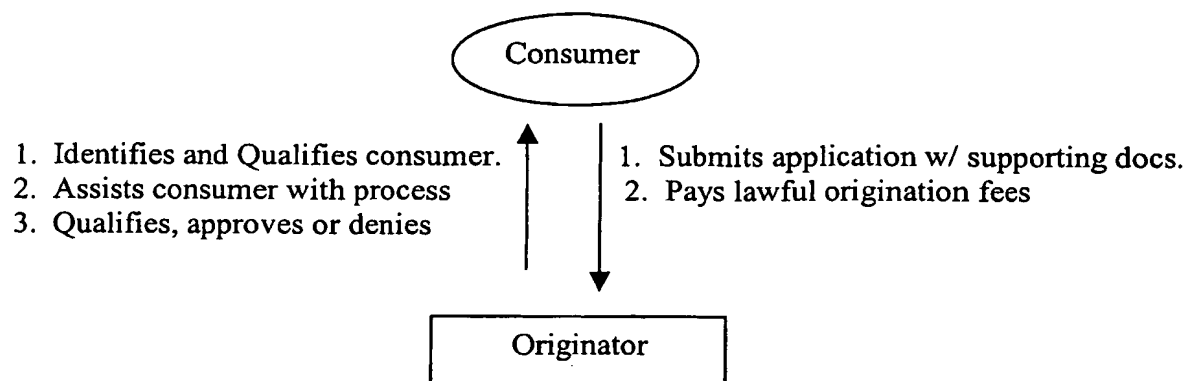 Consumer
1. Identifies and Qualifies consumer.
2. Assists consumer with process
3. Qualifies, approves or denies
1. Submits application w/ supporting docs.
2. Pays lawful origination fees
Originator